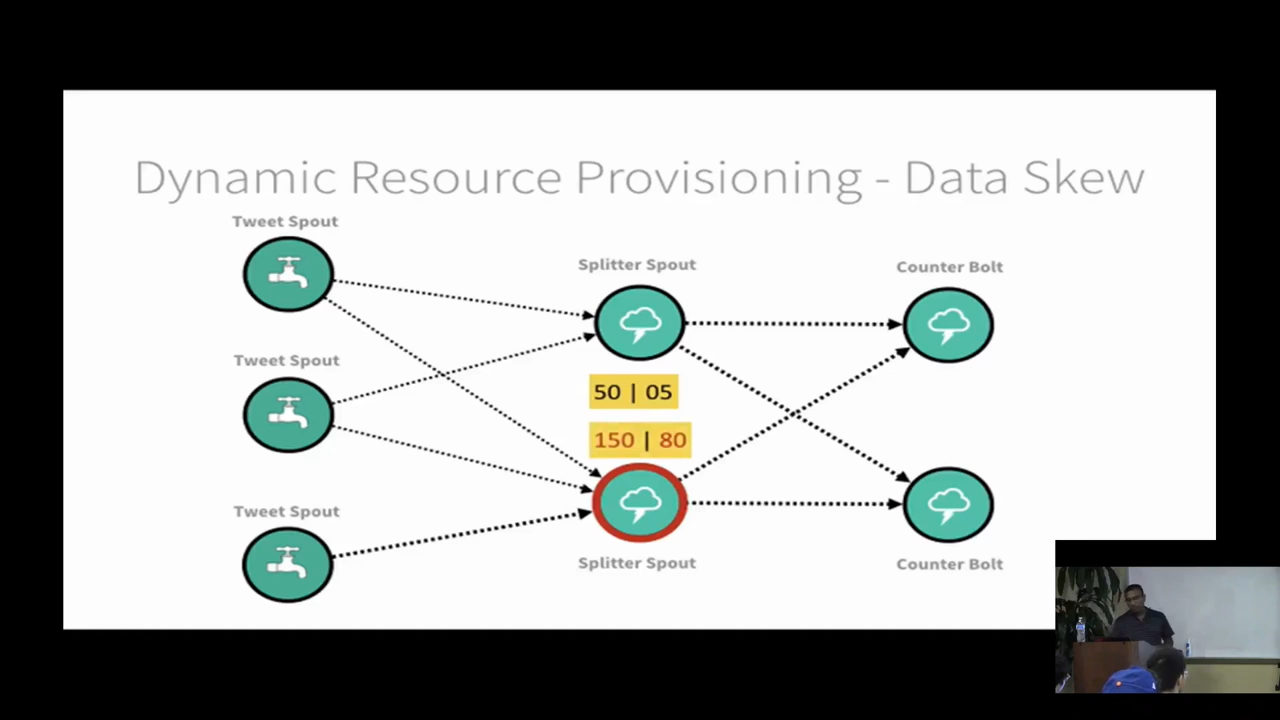 Dynamic Resource Provisioning - Data Skew
Tweet Spout
Splitter Spout
Counter Bolt
Tweet Spout
50 | 05
150 | 80
Tweet Spout
Splitter Spout
Counter Bolt